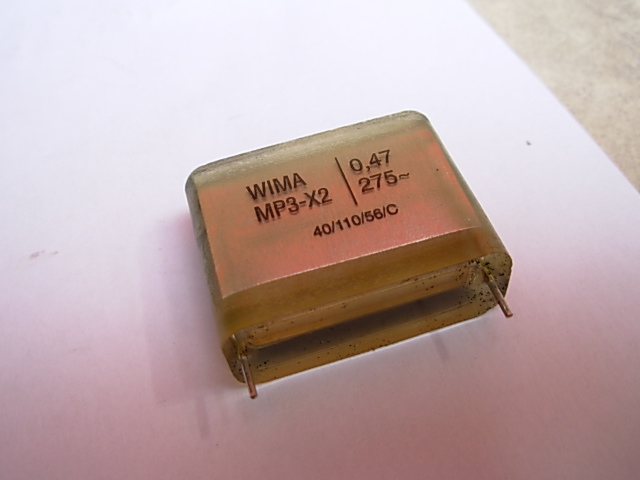 WIMA | 0,47
MP3-X2 | 275~
40/110/56/C